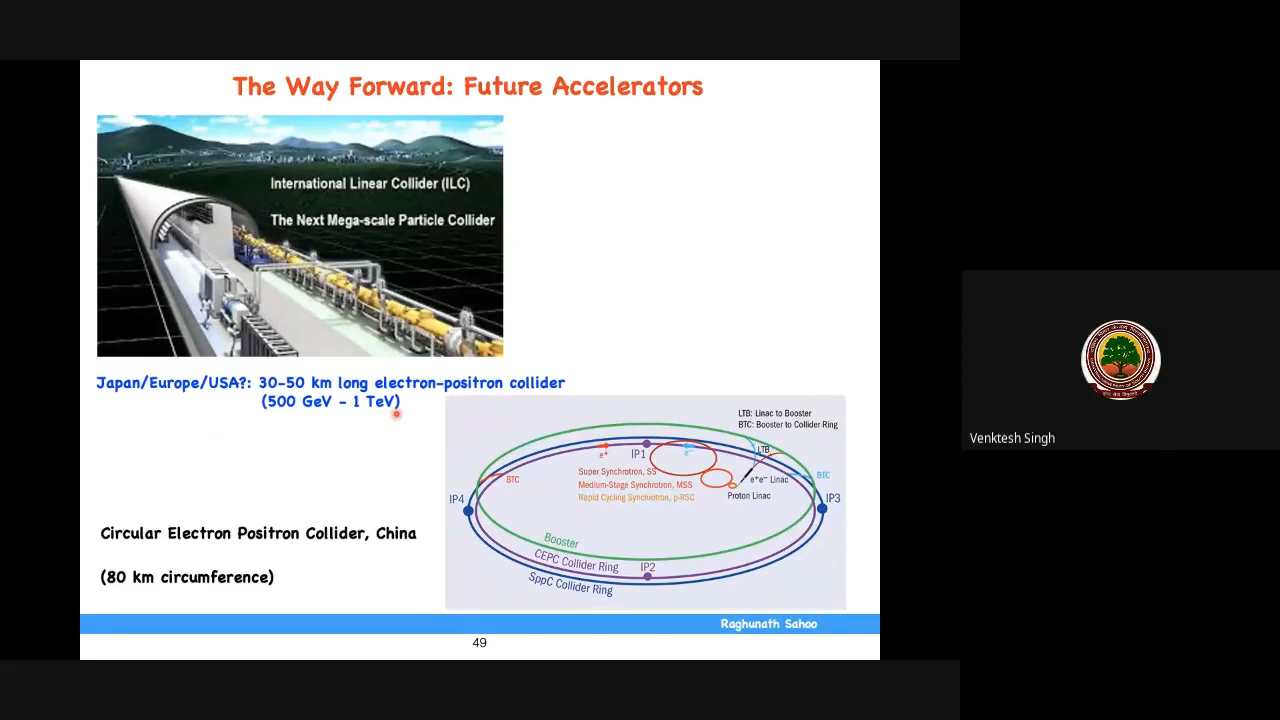 The Way Forward: Future Accelerators
International Linear Collider (ILC)
The Next Mega-scale Particle Collider
Japan/Europe/USA?: 30-50 km long electron-positron collider
(500 GeV - 1 TeV)
LTB: Linac to Booster
BTC: Booster to Collider Ring
IP1
e⁺
e⁻
LTB
Super Synchrotron, SS
Medium-Stage Synchrotron, MSS
Rapid Cycling Synchrotron, p-RSC
BTC
e⁺e⁻ Linac
BTC
Proton Linac
IP4
IP3
Booster
CEPC Collider Ring
IP2
SppC Collider Ring
Circular Electron Positron Collider, China
(80 km circumference)
Raghunath Sahoo
49
Venktesh Singh